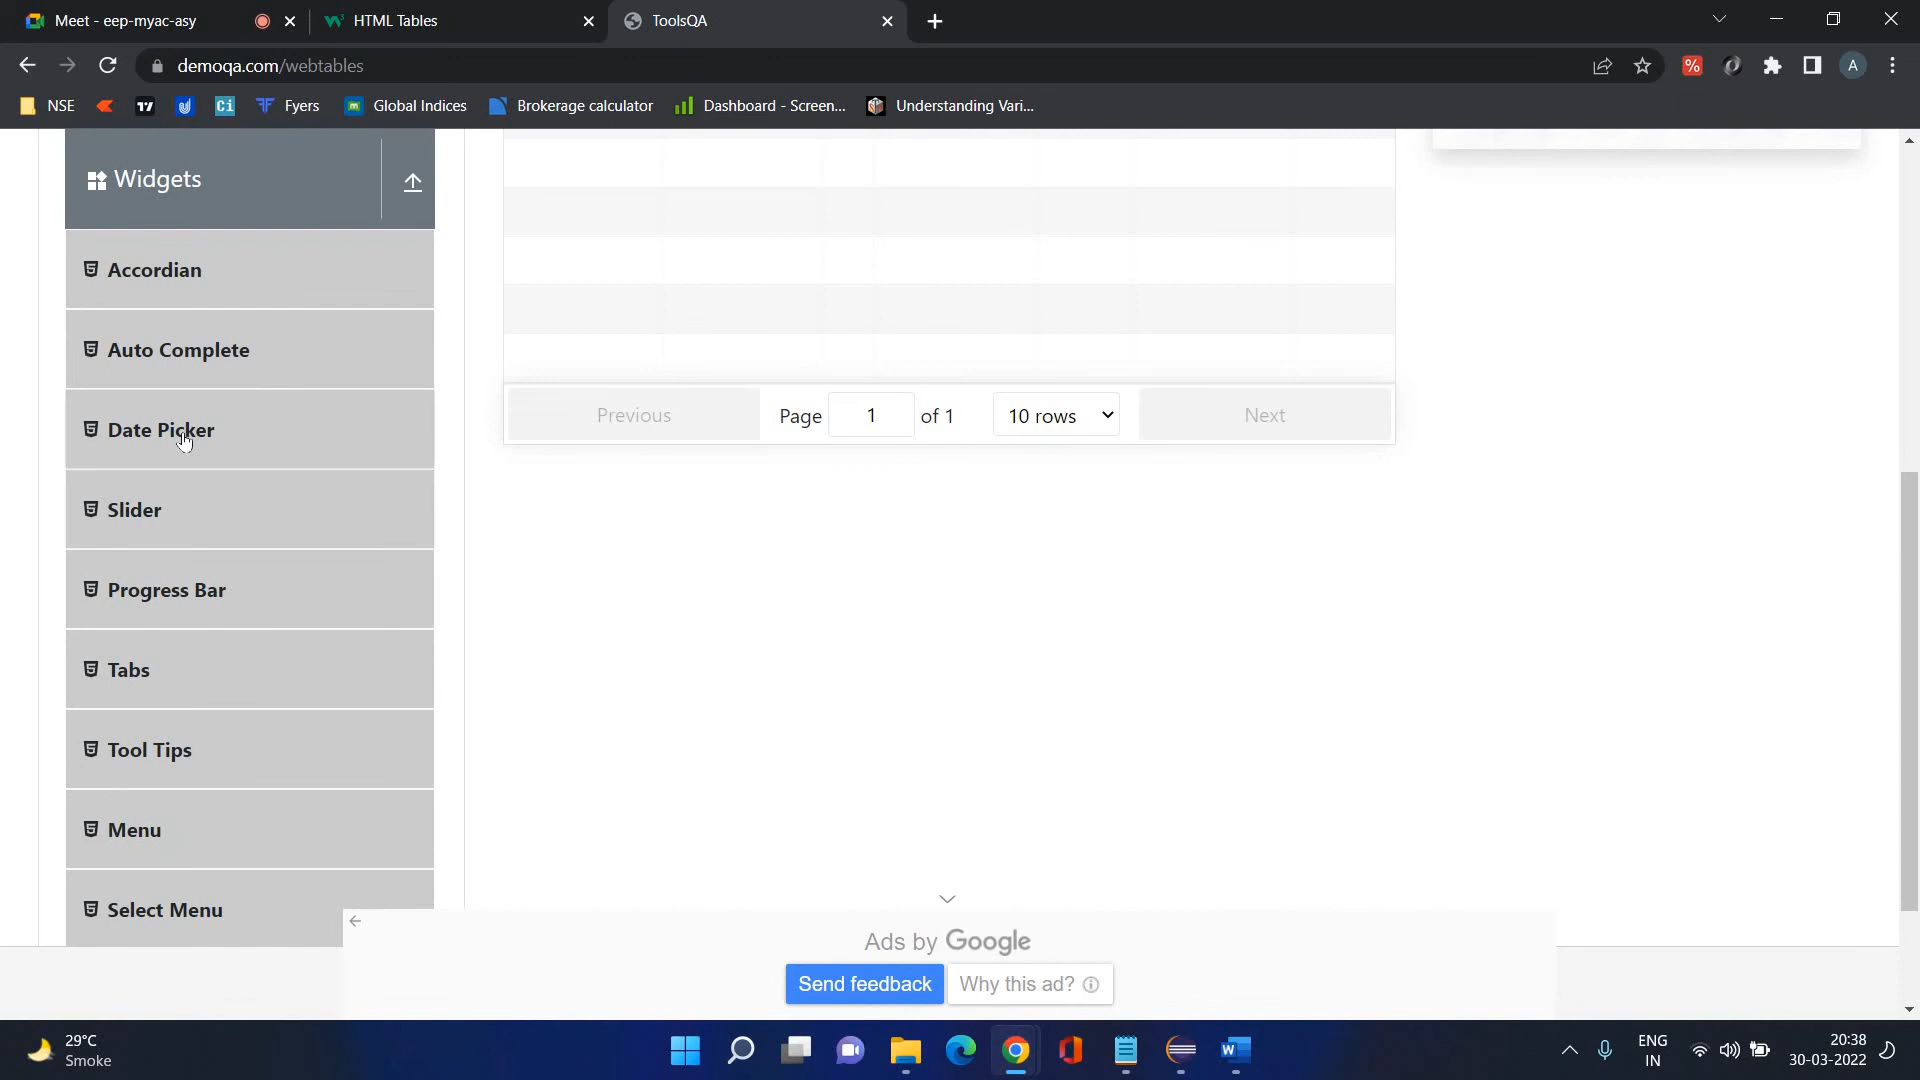 Meet - eep-myac-asy
HTML Tables
ToolsQA
demoqa.com/webtables
%
A
NSE
Ci
Fyers
Global Indices
Brokerage calculator
Dashboard - Screen...
Understanding Vari...
Widgets
Accordian
Auto Complete
Date Picker
Slider
Progress Bar
Tabs
Tool Tips
Menu
Select Menu
Previous
Page 1 of 1
10 rows
Next
Ads by Google
Send feedback
Why this ad?
29°C
Smoke
ENG
IN
20:38
30-03-2022